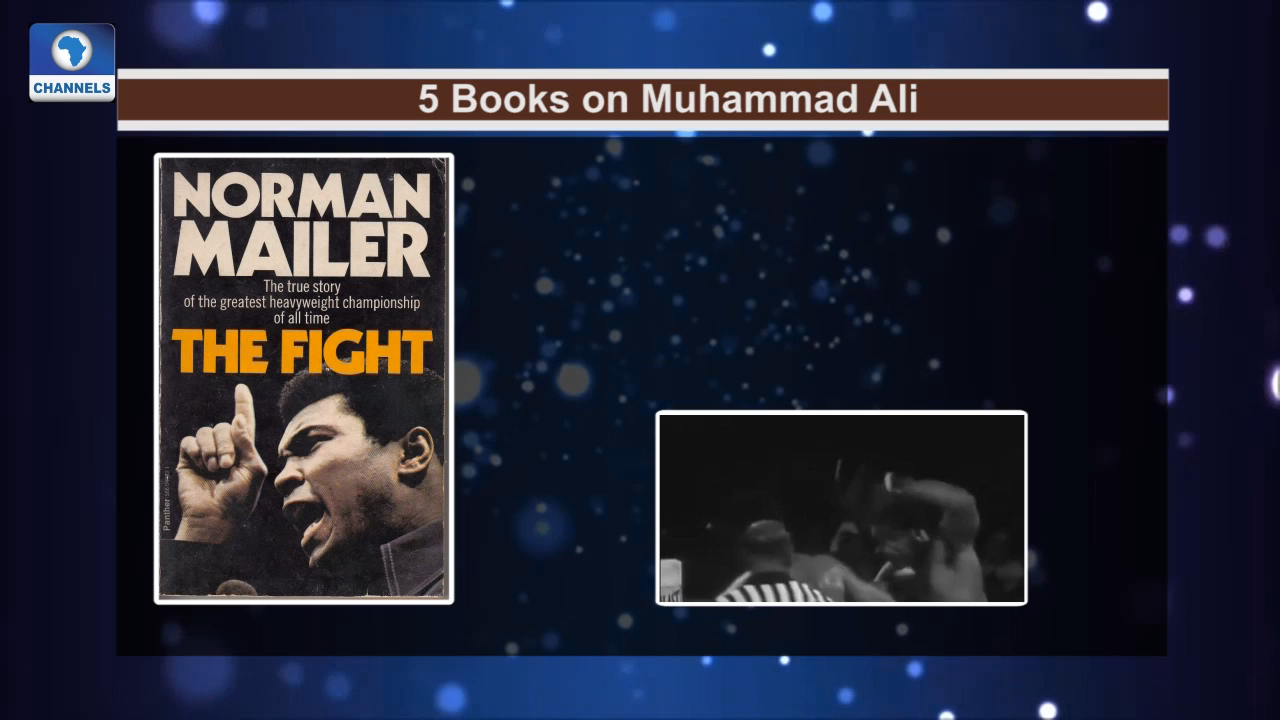 CHANNELS
5 Books on Muhammad Ali
NORMAN
MAILER
The true story
of the greatest heavyweight championship
of all time
THE FIGHT
Panther